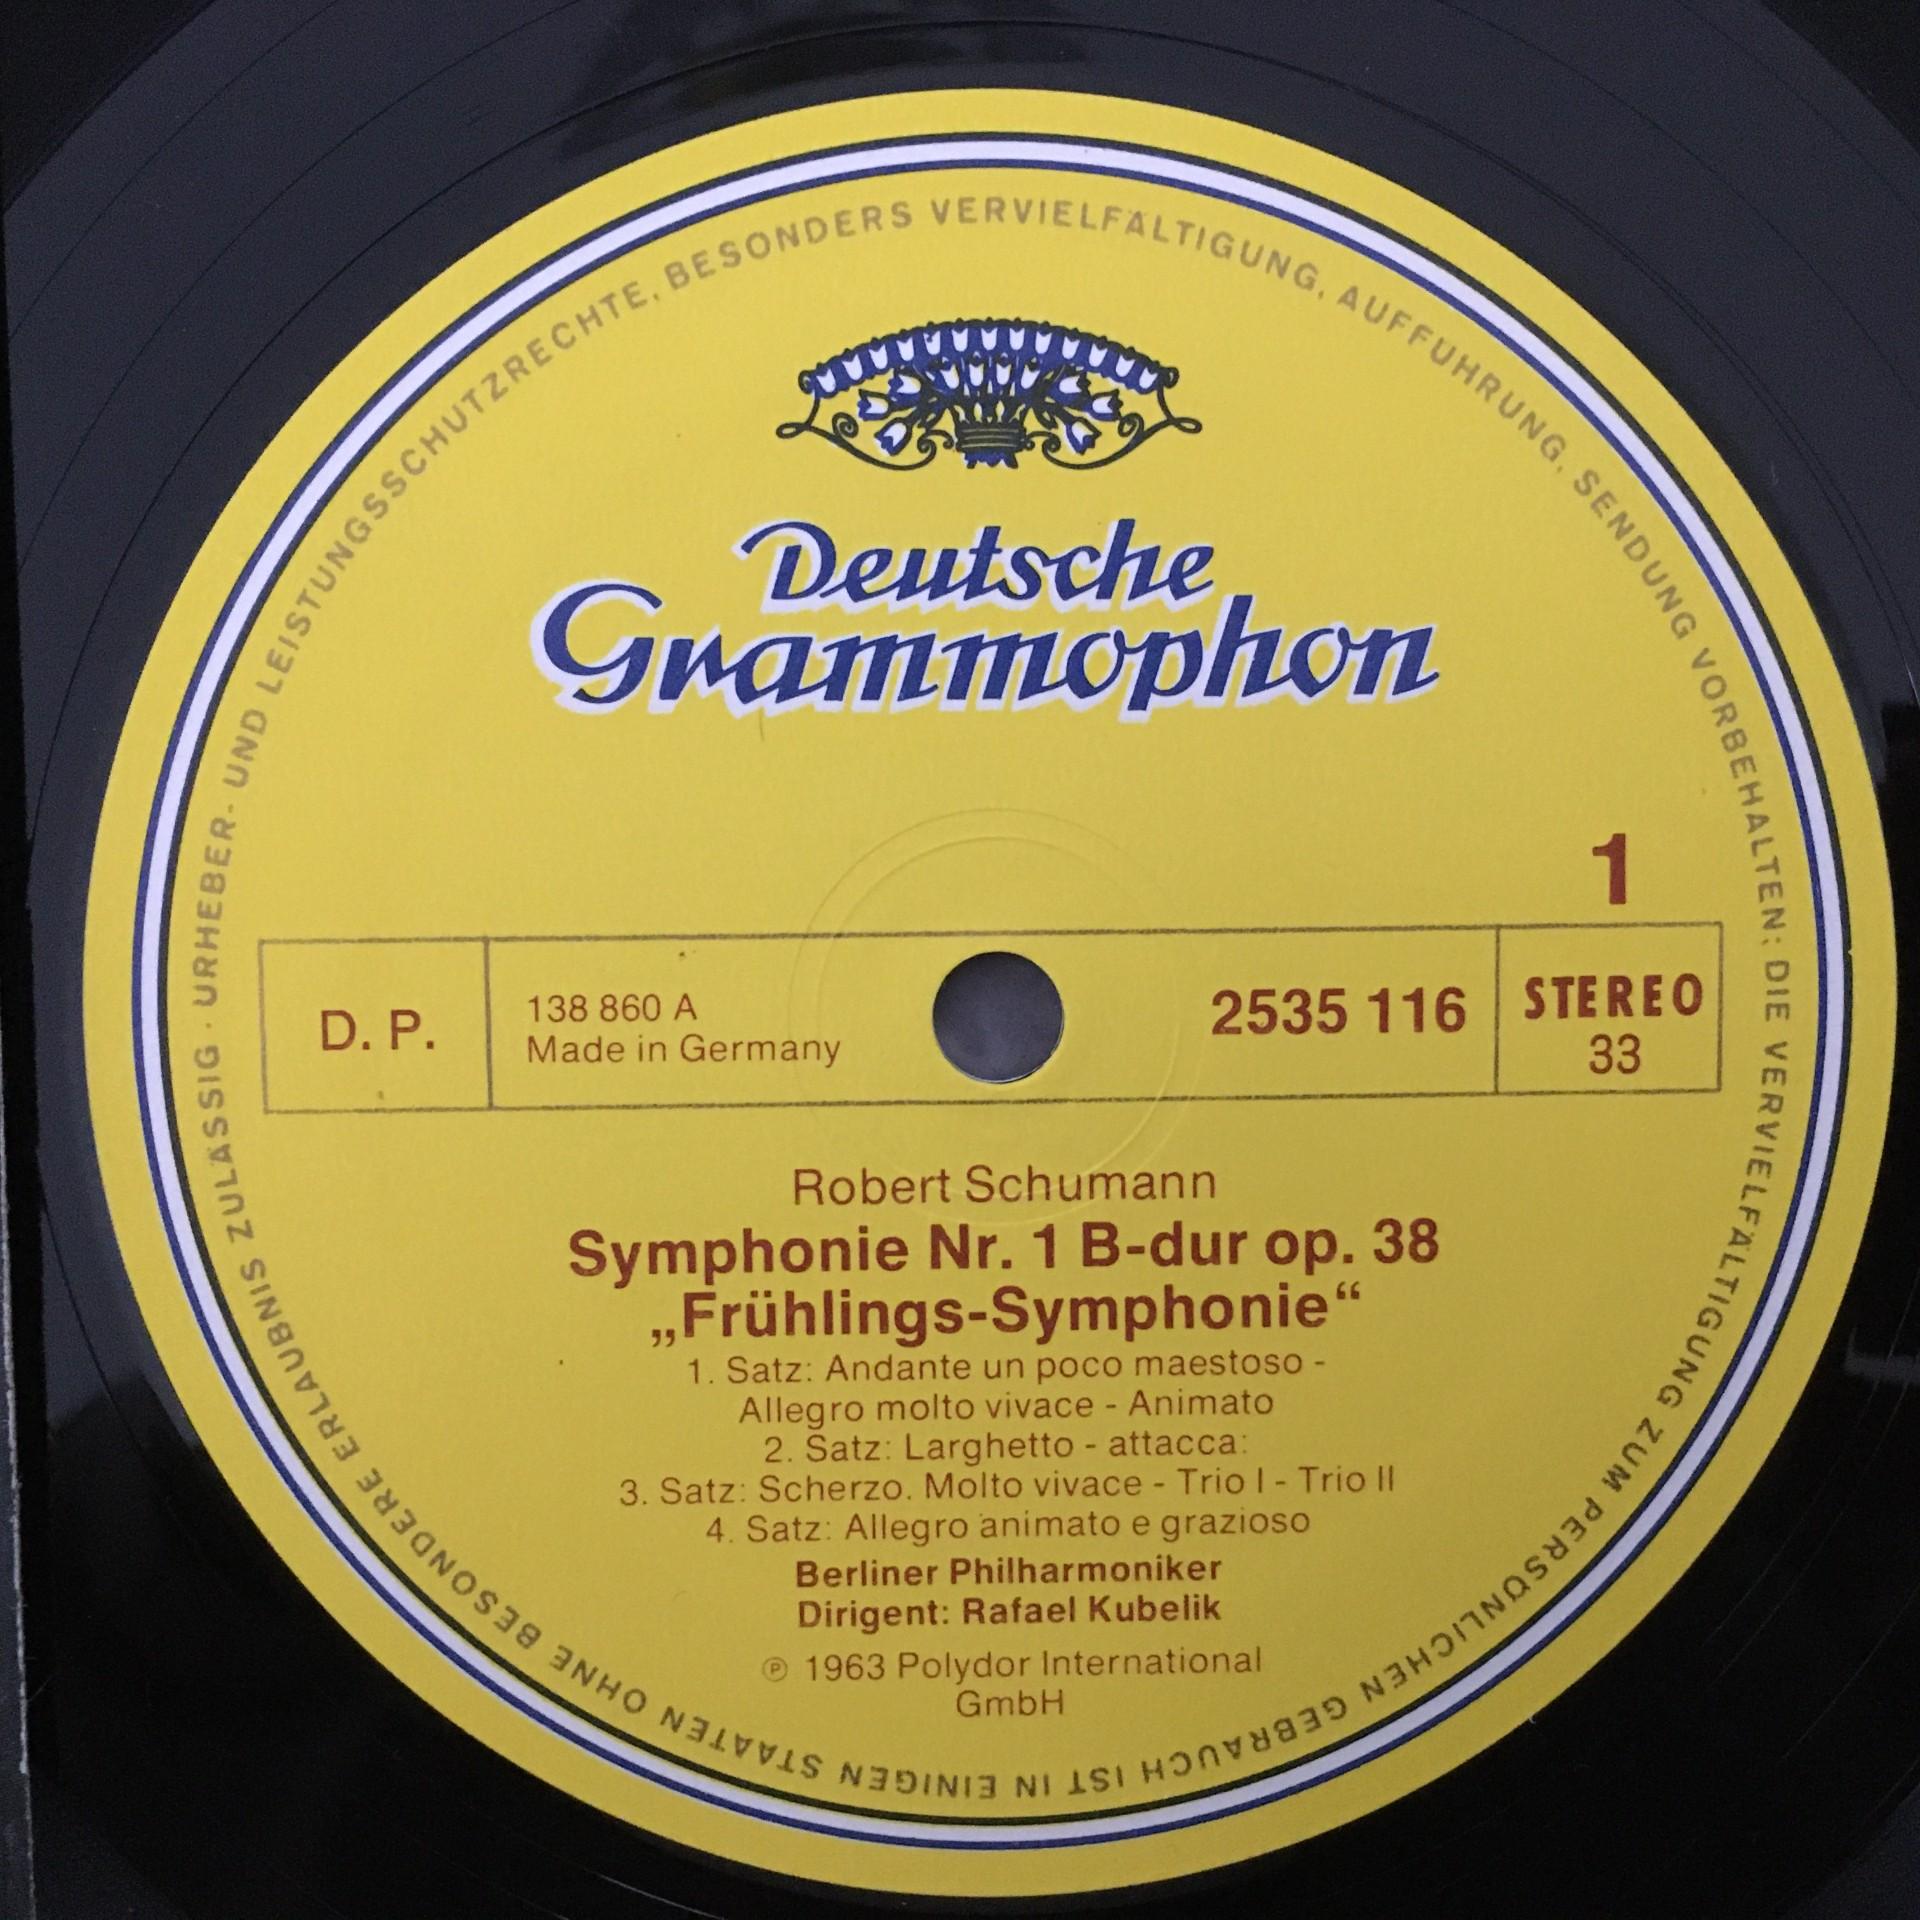 URHEBER- UND LEISTUNGSSCHUTZRECHTE, BESONDERS VERVIELFÄLTIGUNG, AUFFÜHRUNG, SENDUNG VORBEHALTEN: DIE VERVIELFÄLTIGUNG ZUM PERSÖNLICHEN GEBRAUCH IST IN EINIGEN STAATEN OHNE BESONDERE ERLAUBNIS ZULÄSSIG ·
Deutsche
Grammophon
1
D. P.
138 860 A
Made in Germany
2535 116
STEREO
33
Robert Schumann
Symphonie Nr. 1 B-dur op. 38
„Frühlings-Symphonie“
1. Satz: Andante un poco maestoso -
Allegro molto vivace - Animato
2. Satz: Larghetto - attacca:
3. Satz: Scherzo. Molto vivace - Trio I - Trio II
4. Satz: Allegro animato e grazioso
Berliner Philharmoniker
Dirigent: Rafael Kubelik
℗ 1963 Polydor International
GmbH